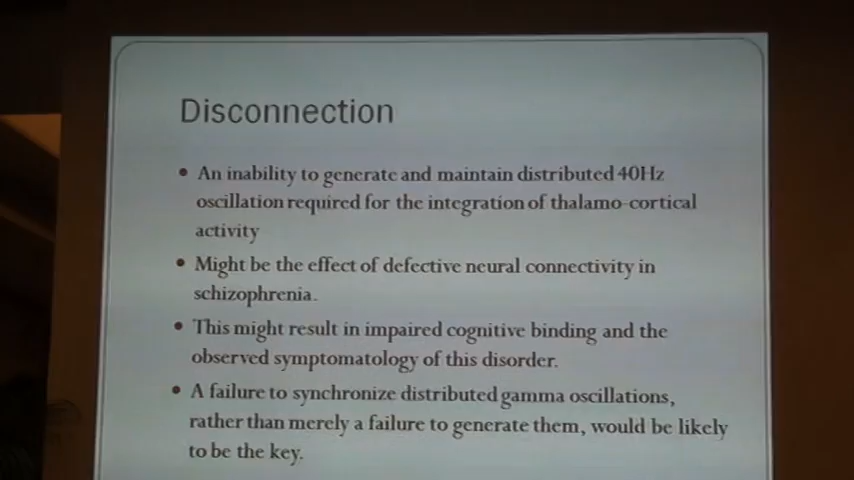 Disconnection
• An inability to generate and maintain distributed 40Hz
oscillation required for the integration of thalamo-cortical
activity
• Might be the effect of defective neural connectivity in
schizophrenia.
• This might result in impaired cognitive binding and the
observed symptomatology of this disorder.
• A failure to synchronize distributed gamma oscillations,
rather than merely a failure to generate them, would be likely
to be the key.